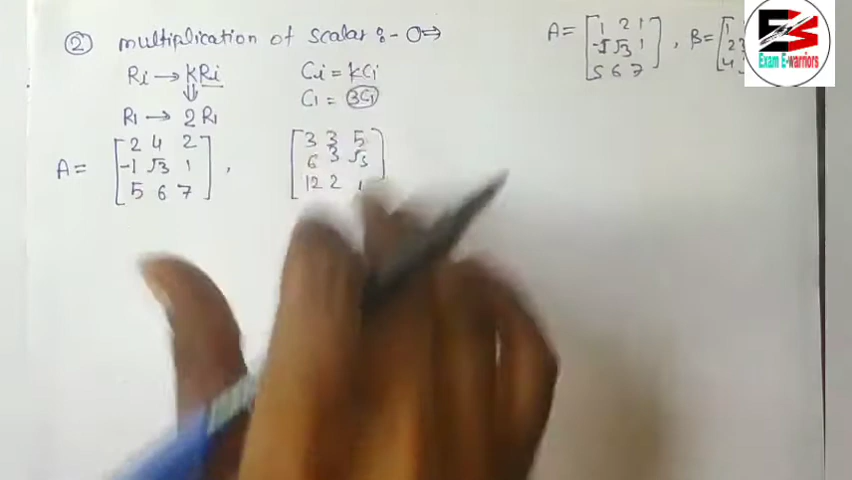 ② multiplication of scalar :- O⇒
Ri → kRi
Ci = kCi
⇓
C1 = 3C1
R1 → 2R1
A = [2 4 2
-1 √3 1
5 6 7],
[3 3 5
6 3 √5
12 2 1
A = [1 2 1
√3 1
5 6 7], B = [1
2
4
Exam E-warriors